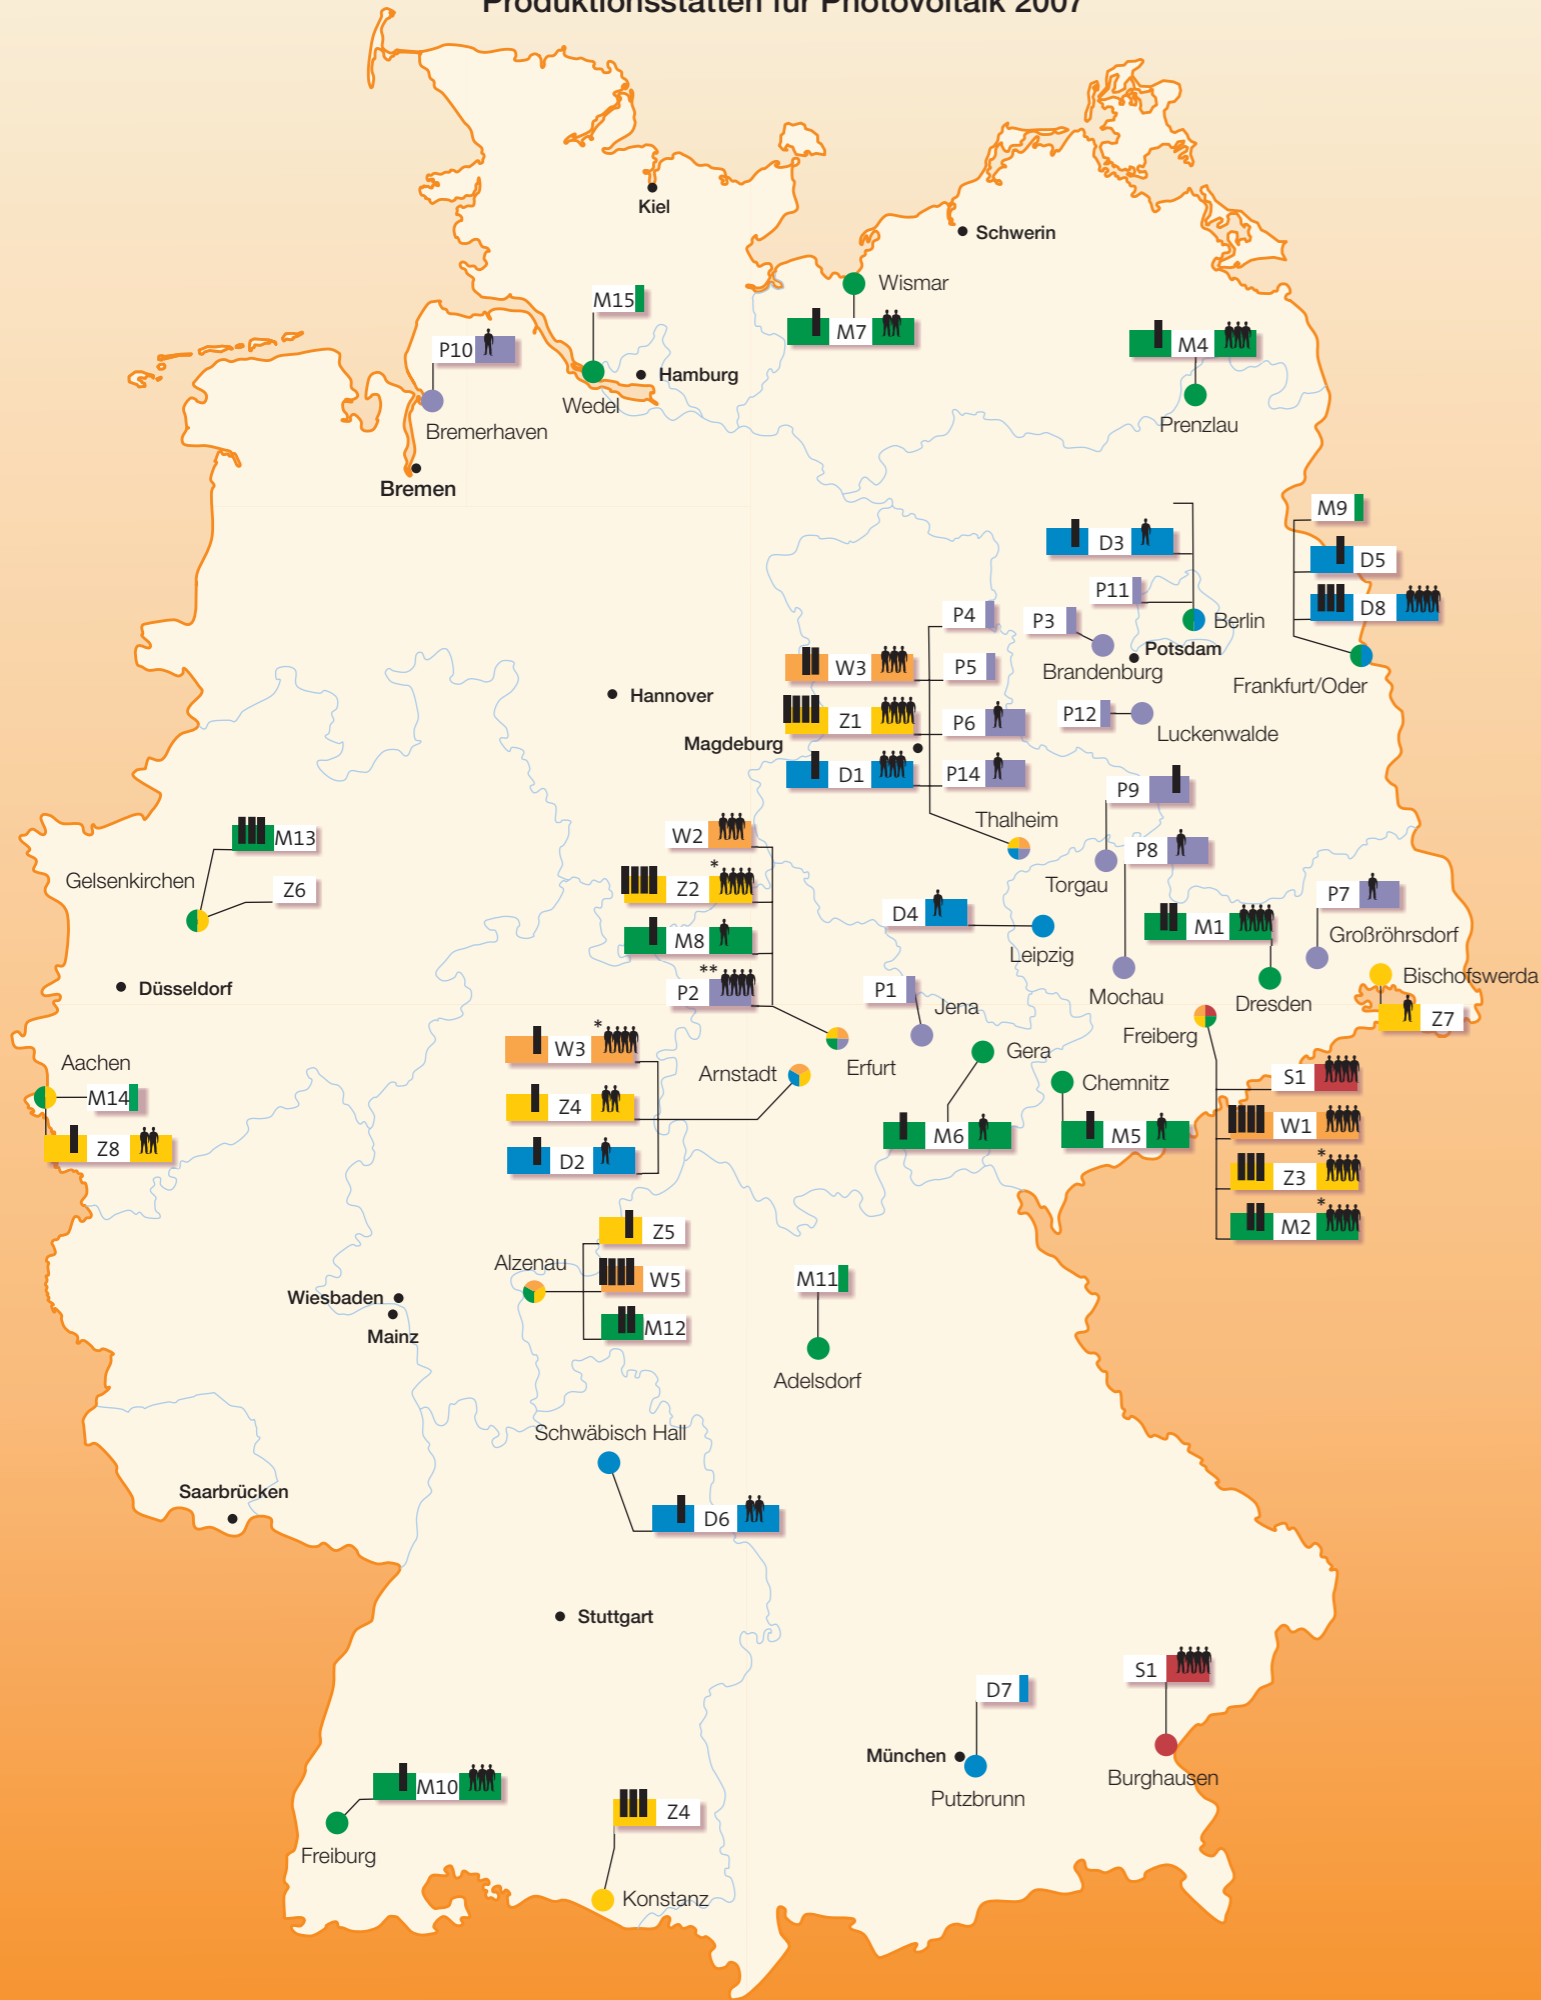 Produktionsstätten für Photovoltaik 2007
Kiel
Schwerin
Wismar
M7
M15
M4
P10
Hamburg
Wedel
Prenzlau
Bremerhaven
Bremen
M9
D5
D8
Frankfurt/Oder
D3
P11
Berlin
P3
Brandenburg
Potsdam
P4
P5
P6
P14
W3
Z1
D1
Hannover
Magdeburg
P12
Luckenwalde
Thalheim
P9
Torgau
P8
Mochau
M13
Gelsenkirchen
Z6
W2
*
Z2
M8
**
P2
Erfurt
D4
Leipzig
M1
Dresden
P7
Großröhrsdorf
Bischofswerda
Z7
Düsseldorf
P1
Jena
Freiberg
Gera
M6
Chemnitz
M5
S1
W1
*
Z3
*
M2
Aachen
M14
Z8
*
W3
Z4
D2
Arnstadt
Z5
W5
M12
Alzenau
M11
Adelsdorf
Wiesbaden
Mainz
Schwäbisch Hall
D6
Saarbrücken
Stuttgart
S1
Burghausen
D7
München
Putzbrunn
M10
Freiburg
Z4
Konstanz